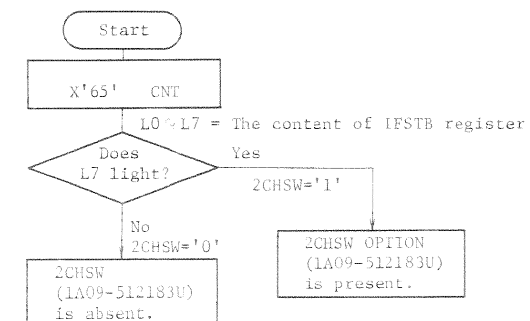 Start
X'65' CNT
L0~L7 = The content of IFSTB register
Does
L7 light?
Yes
2CHSW='1'
No
2CHSW='0'
2CHSW OPTION
(1A09-512183U)
is present.
2CHSW
(1A09-512183U)
is absent.